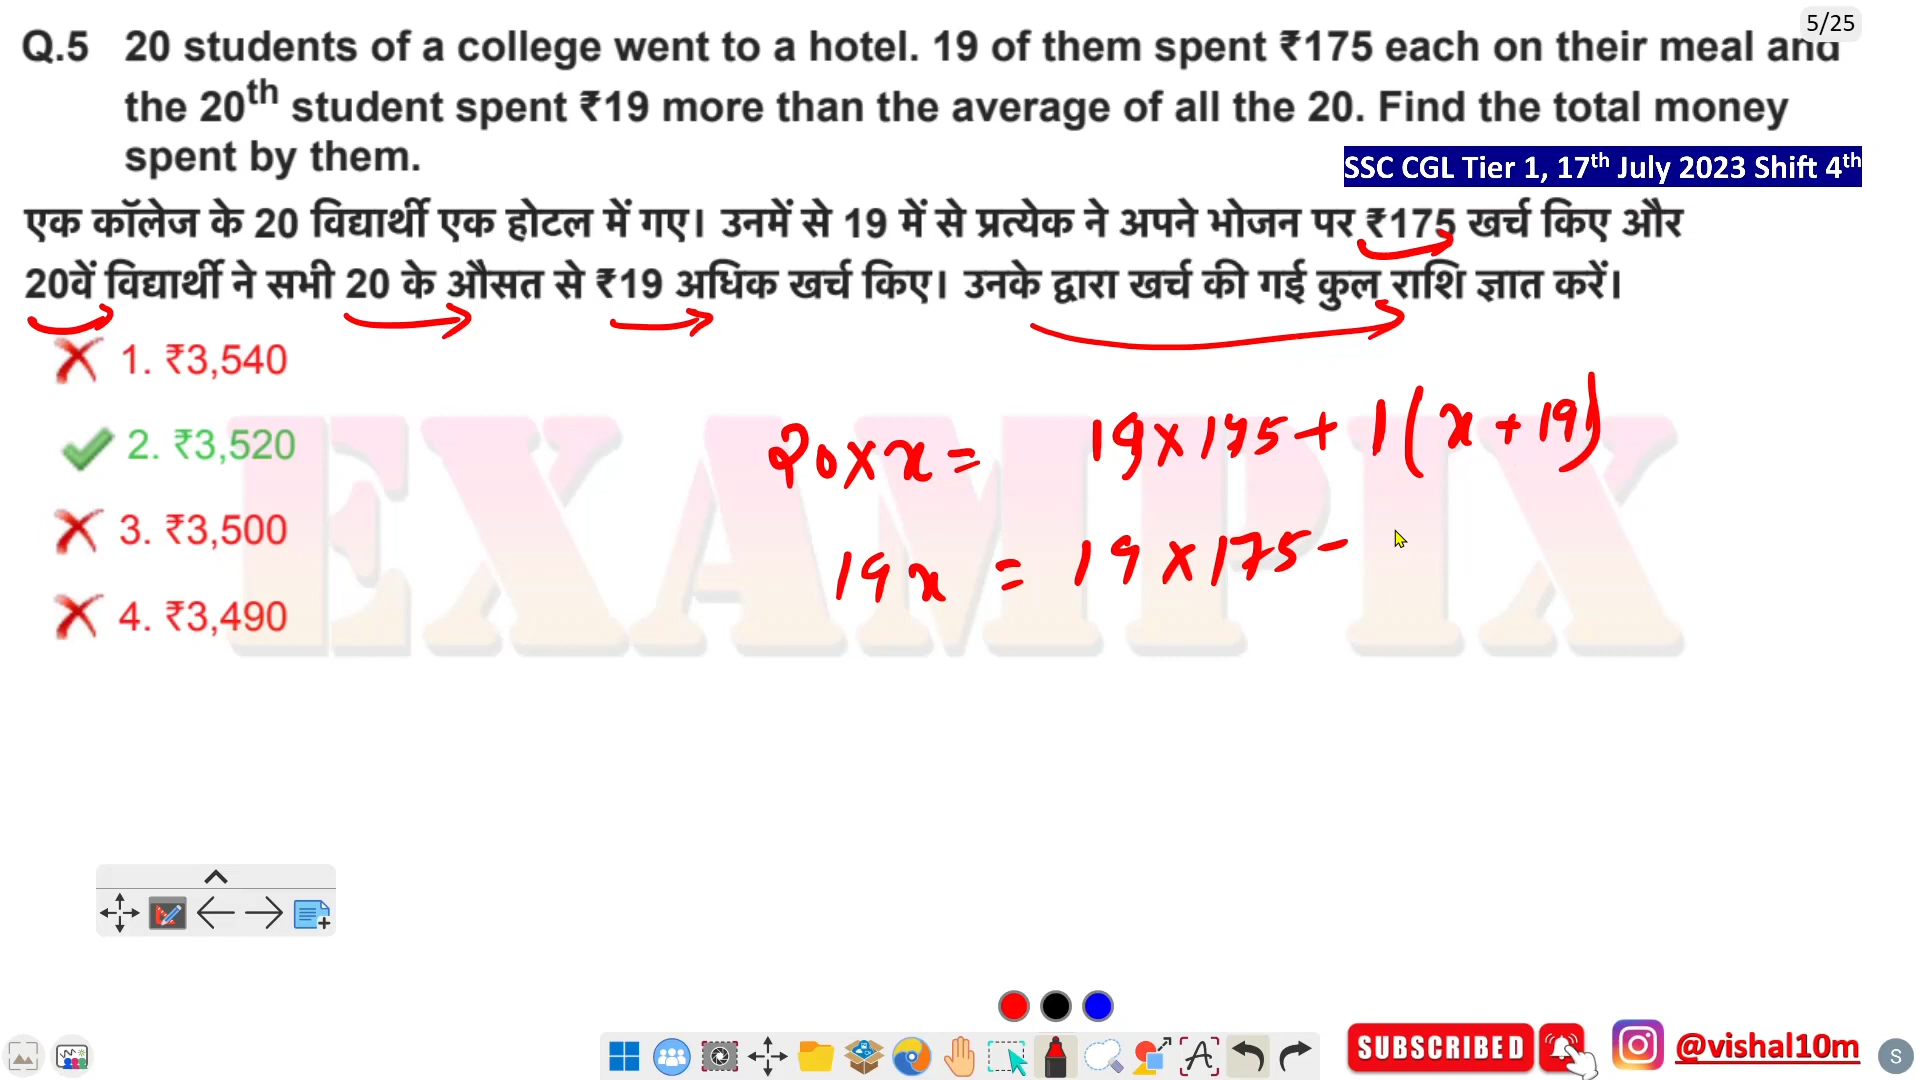 5/25
Q.5 20 students of a college went to a hotel. 19 of them spent ₹175 each on their meal and
the 20th student spent ₹19 more than the average of all the 20. Find the total money
spent by them.
SSC CGL Tier 1, 17th July 2023 Shift 4th
एक कॉलेज के 20 विद्यार्थी एक होटल में गए। उनमें से 19 में से प्रत्येक ने अपने भोजन पर ₹175 खर्च किए और
20वें विद्यार्थी ने सभी 20 के औसत से ₹19 अधिक खर्च किए। उनके द्वारा खर्च की गई कुल राशि ज्ञात करें।
1. ₹3,540
2. ₹3,520
3. ₹3,500
4. ₹3,490
20 × x = 19 × 175 + 1 ( x + 19 )
19 x = 19 × 175 -
EXAMPIX
SUBSCRIBED
@vishal10m
S